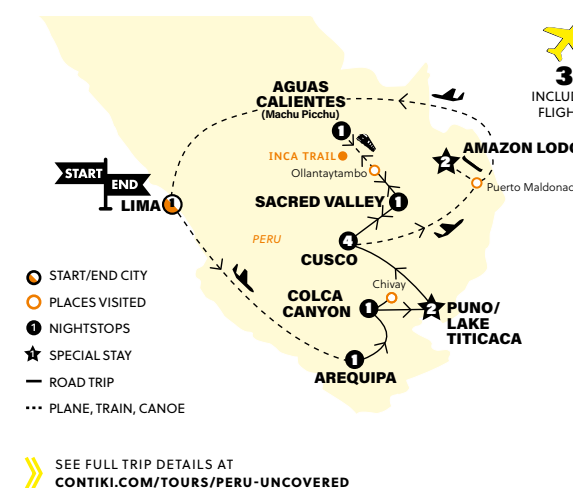 3
INCLU
FLIGH
AGUAS
CALIENTES
(Machu Picchu)
1
INCA TRAIL
Ollantaytambo
AMAZON LODG
2
Puerto Maldonad
START
END
LIMA
1
SACRED VALLEY
1
PERU
4
CUSCO
Chivay
COLCA
CANYON
1
2
PUNO/
LAKE
TITICACA
1
AREQUIPA
START/END CITY
PLACES VISITED
1
NIGHTSTOPS
1
SPECIAL STAY
ROAD TRIP
PLANE, TRAIN, CANOE
SEE FULL TRIP DETAILS AT
CONTIKI.COM/TOURS/PERU-UNCOVERED